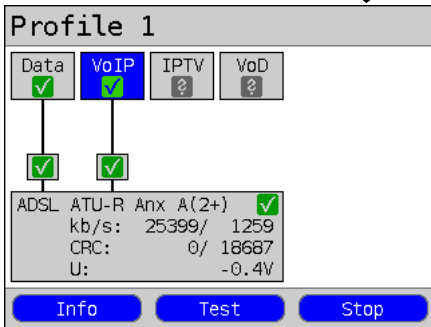 Profile 1
Data VoIP IPTV VoD
? ?
ADSL ATU-R Anx A(2+)
kb/s: 25399/ 1259
CRC: 0/ 18687
U: -0.4V
Info Test Stop